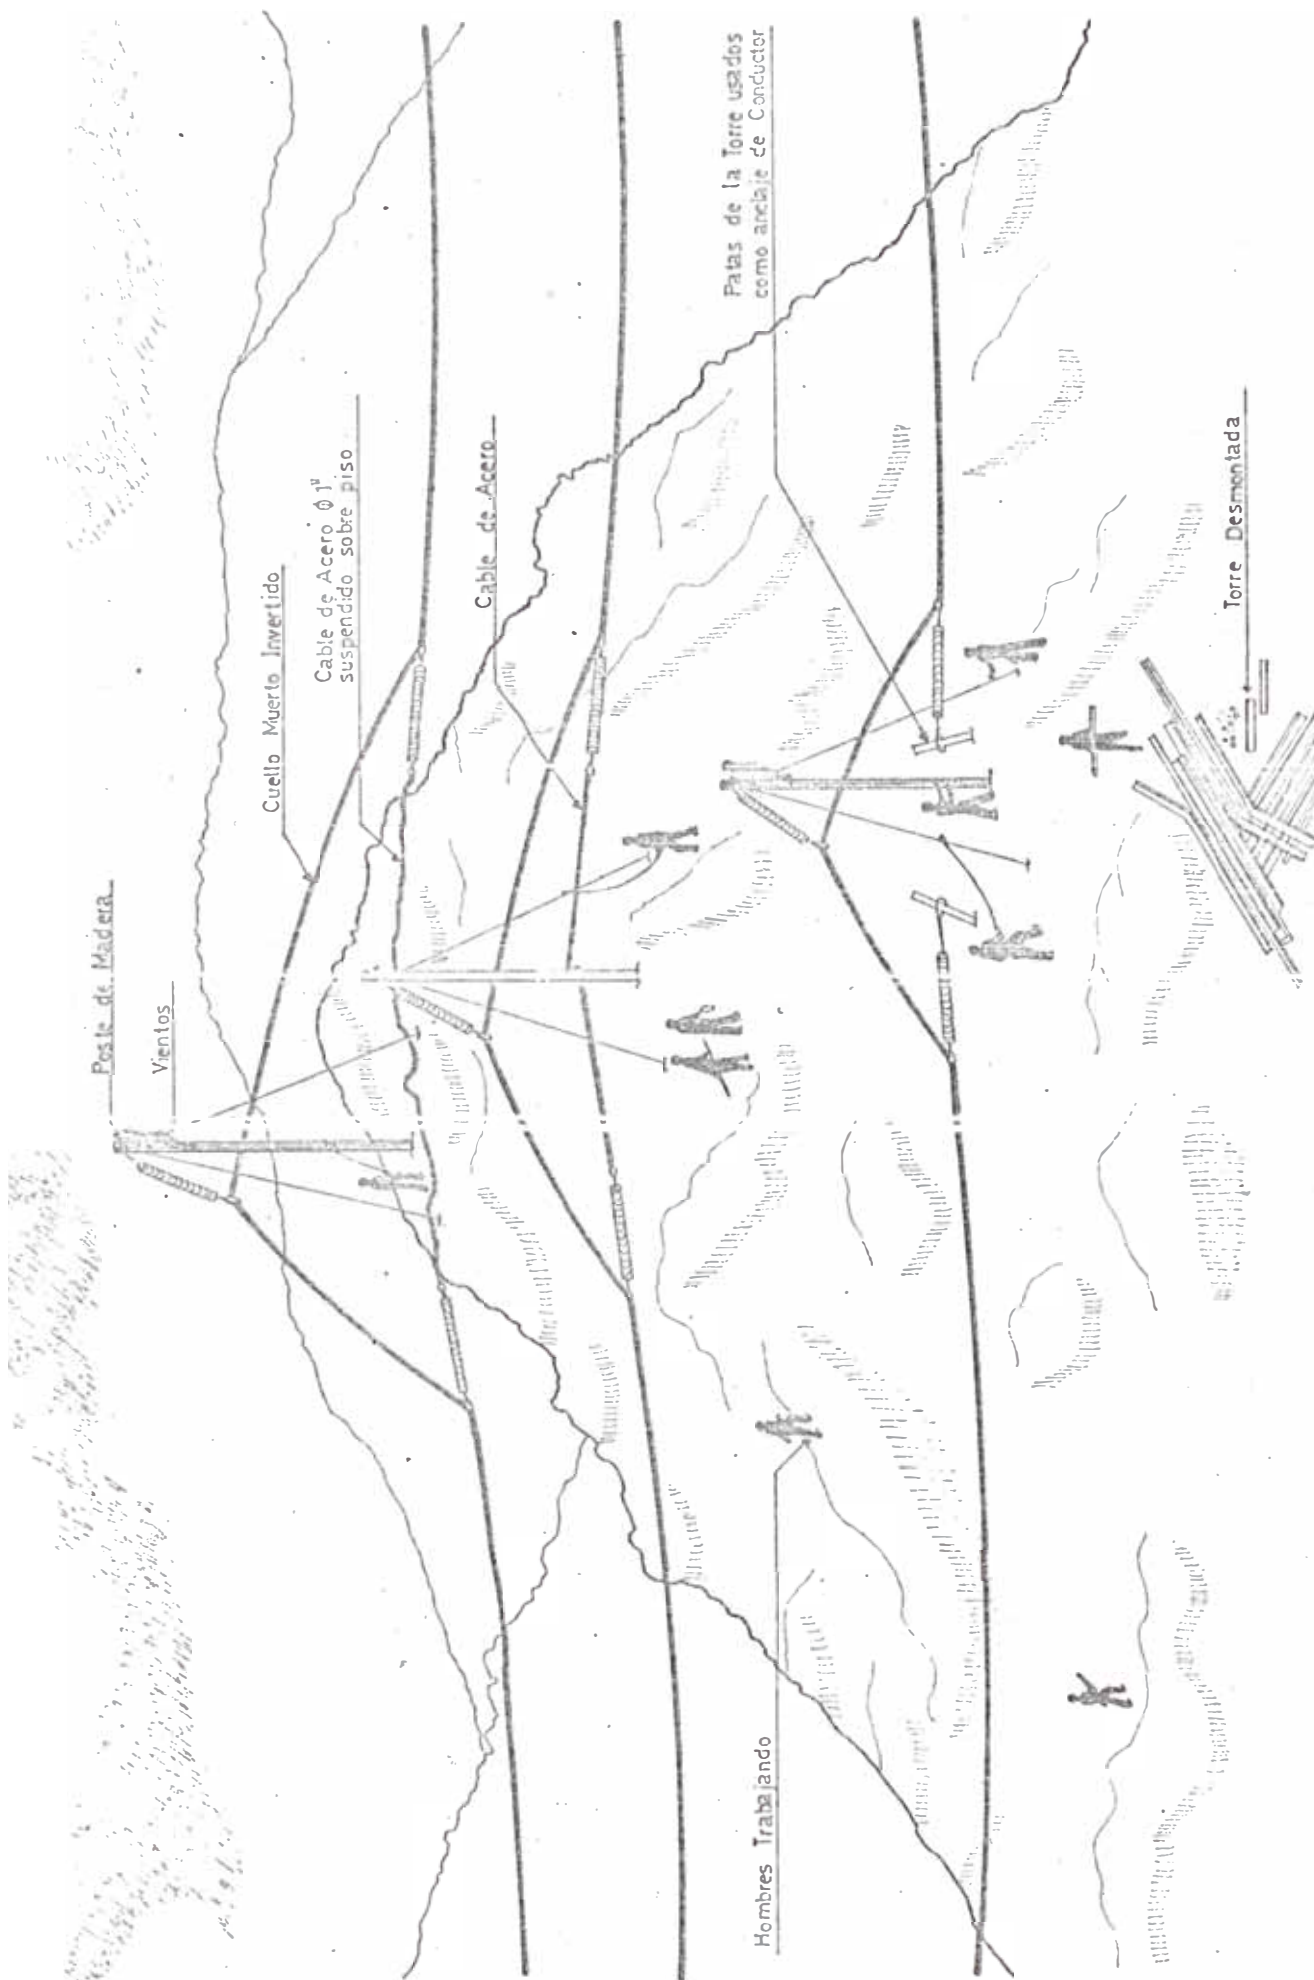 Poste de Madera
Vientos
Cuello Muerto Invertido
Cable de Acero Φ 1"
suspendido sobre piso
Cable de Acero
Patas de la Torre usados
como anclaje de Conductor
Hombres Trabajando
Torre Desmontada